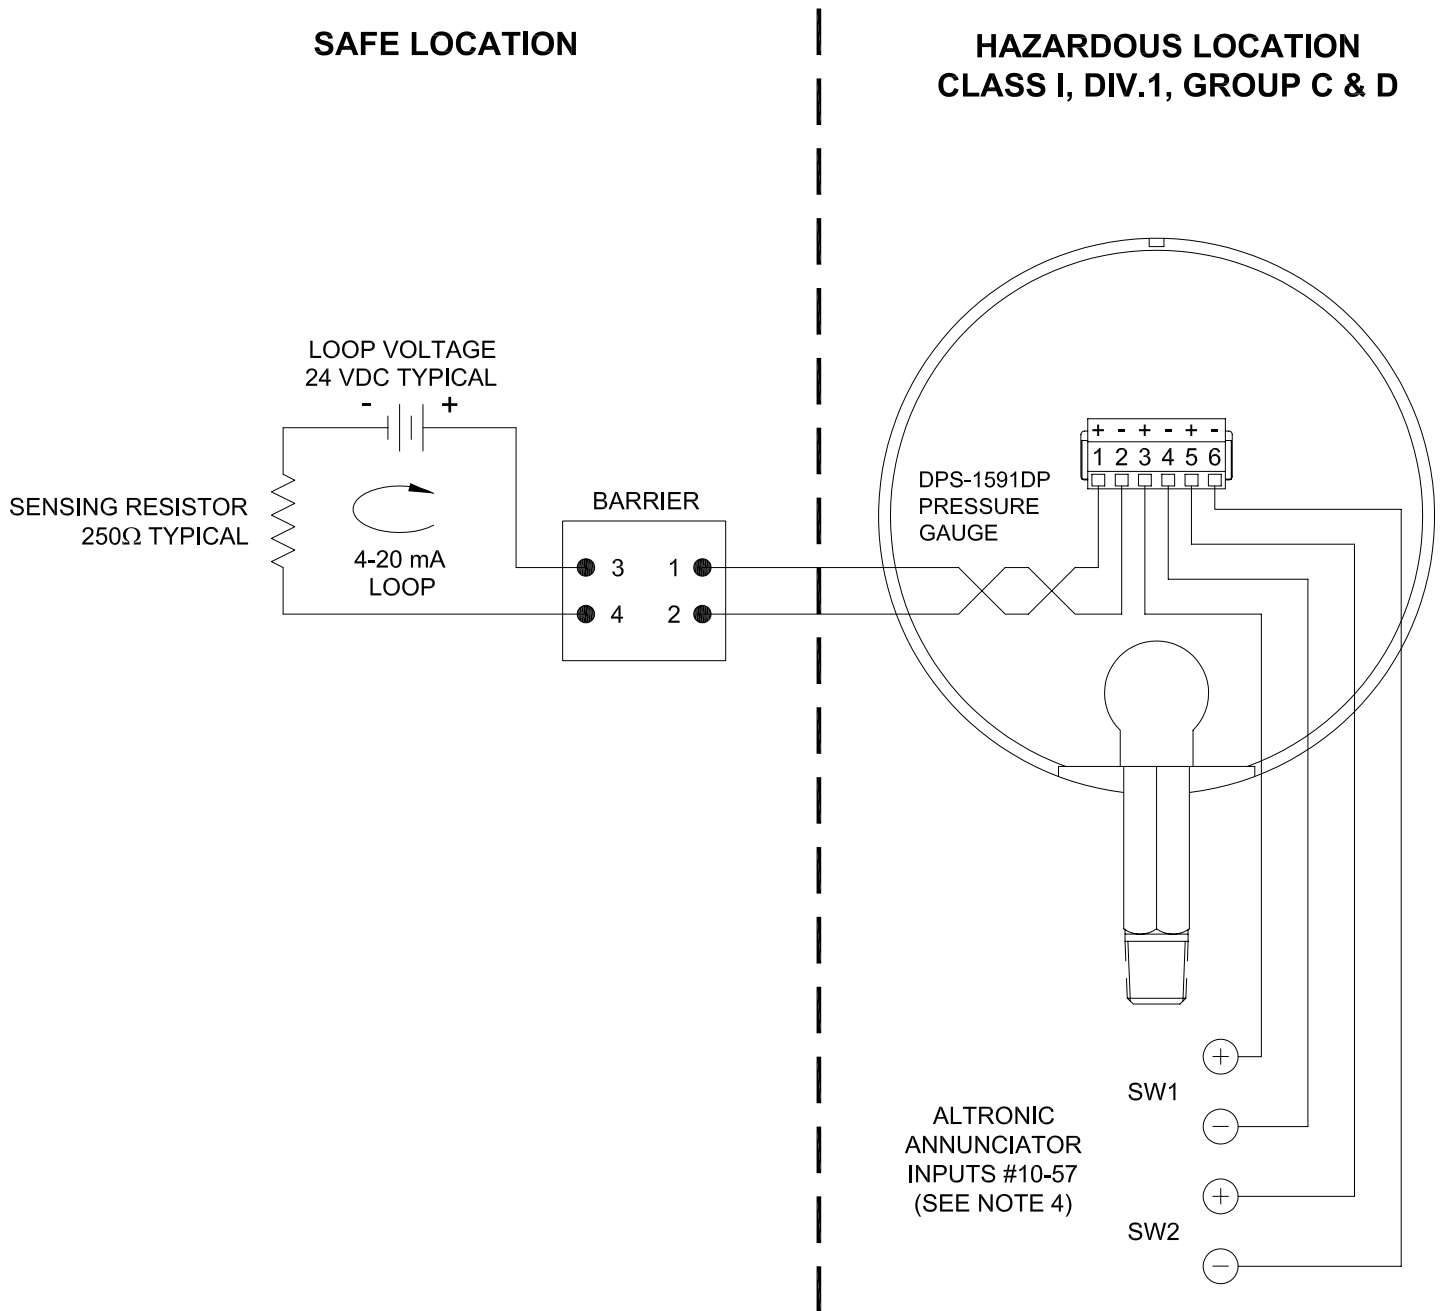 SAFE LOCATION
HAZARDOUS LOCATION
CLASS I, DIV.1, GROUP C & D
LOOP VOLTAGE
24 VDC TYPICAL
- +
SENSING RESISTOR
250Ω TYPICAL
4-20 mA
LOOP
BARRIER
3 1
4 2
+ - + - + -
1 2 3 4 5 6
DPS-1591DP
PRESSURE
GAUGE
+
SW1
−
ALTRONIC
ANNUNCIATOR
INPUTS #10-57
(SEE NOTE 4)
+
SW2
−